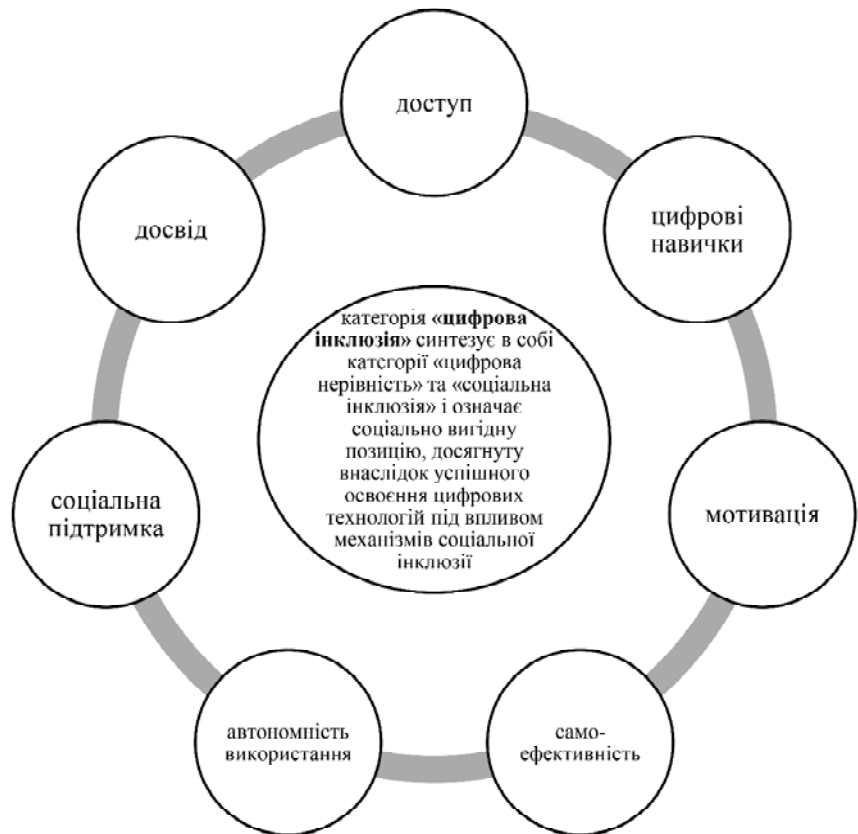 доступ
цифрові
навички
мотивація
само-
ефективність
автономність
використання
соціальна
підтримка
досвід
категорія «цифрова
інклюзія» синтезує в собі
категорії «цифрова
нерівність» та «соціальна
інклюзія» і означає
соціально вигідну
позицію, досягнуту
внаслідок успішного
освоєння цифрових
технологій під впливом
механізмів соціальної
інклюзії